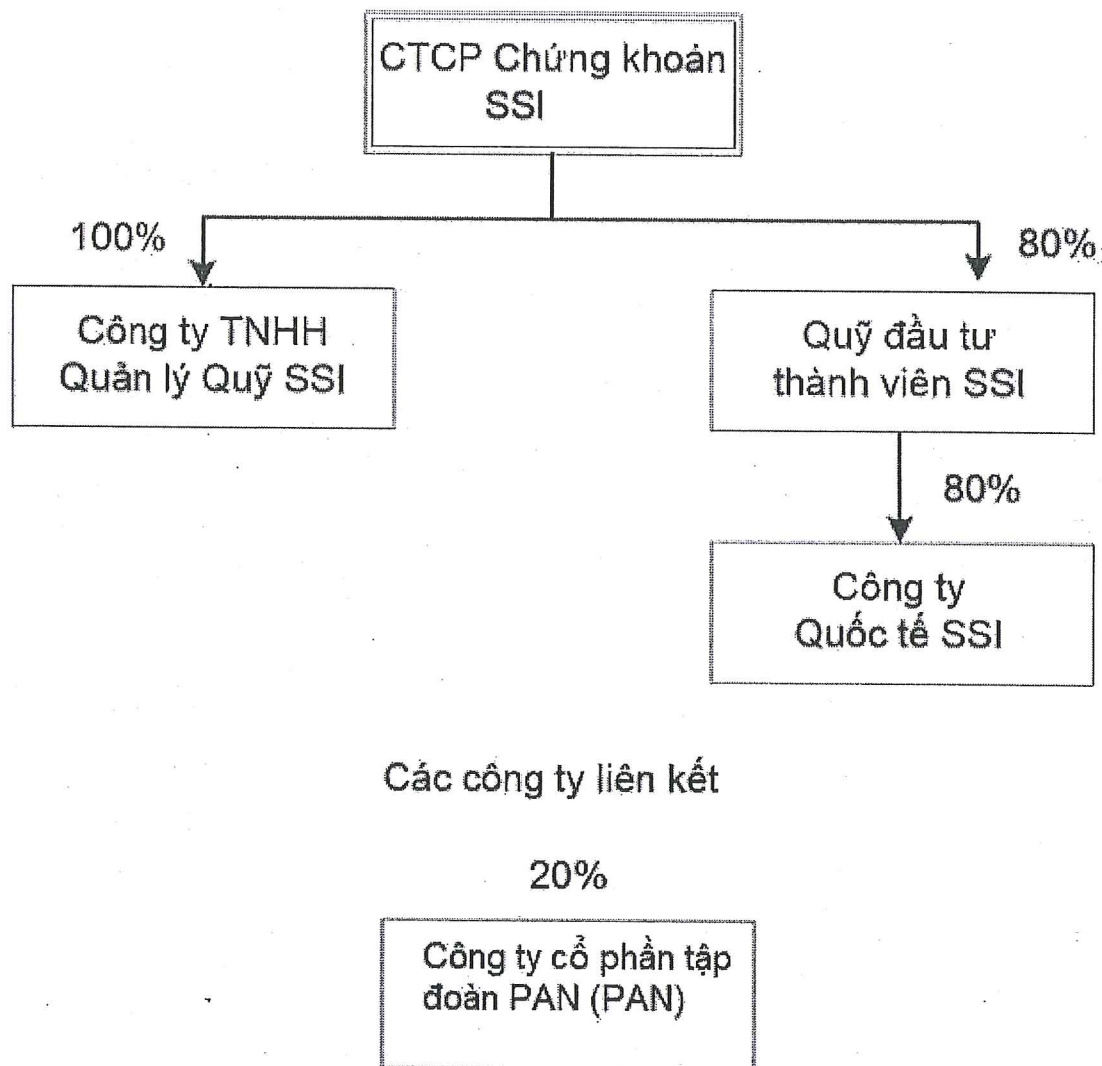 CTCP Chứng khoán
SSI
100%
80%
Công ty TNHH
Quản lý Quỹ SSI
Quỹ đầu tư
thành viên SSI
80%
Công ty
Quốc tế SSI
Các công ty liên kết
20%
Công ty cổ phần tập
đoàn PAN (PAN)